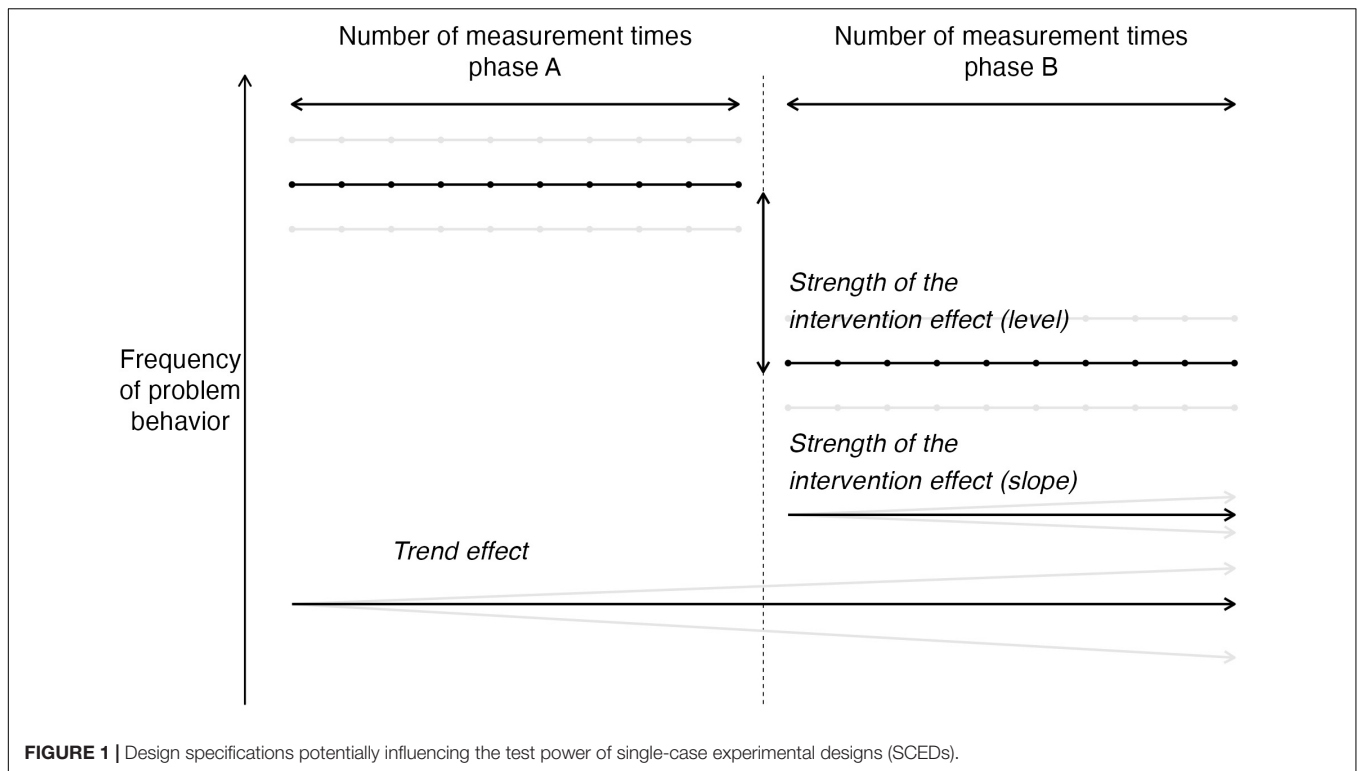 Number of measurement times
phase A
Number of measurement times
phase B
Strength of the
intervention effect (level)
Frequency
of problem
behavior
Strength of the
intervention effect (slope)
Trend effect
FIGURE 1 | Design specifications potentially influencing the test power of single-case experimental designs (SCEDs).